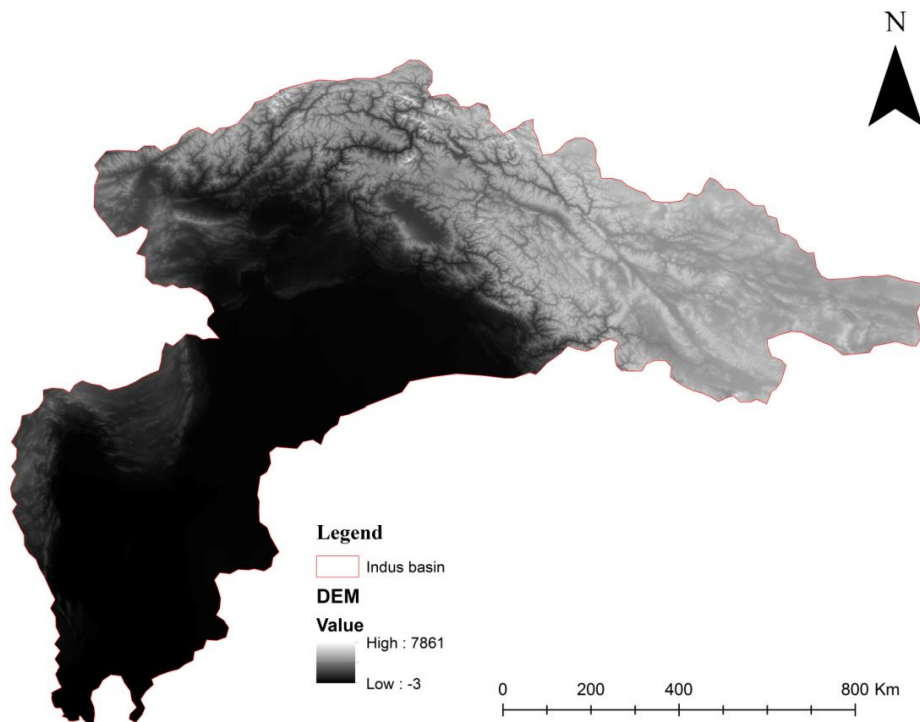 N
Legend
Indus basin
DEM
Value
High : 7861
Low : -3
0 200 400 800 Km